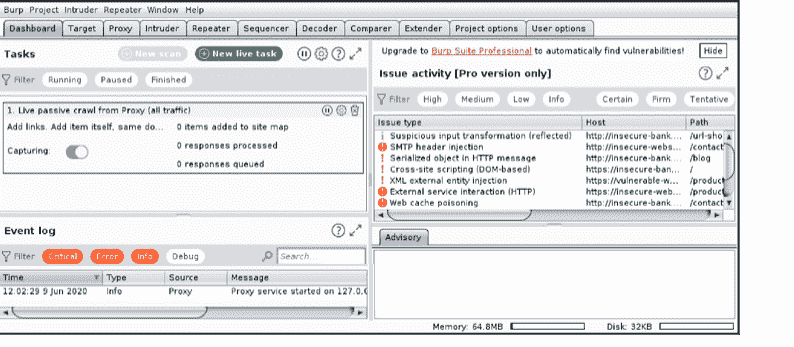 Burp Project Intruder Repeater Window Help
Dashboard Target Proxy Intruder Repeater Sequencer Decoder Comparer Extender Project options User options
Tasks
New scan
New live task
Filter Running Paused Finished
1. Live passive crawl from Proxy (all traffic)
Add links. Add item itself, same do...
0 items added to site map
Capturing:
0 responses processed
0 responses queued
Event log
Filter Critical Error Info Debug
Search...
Time Type Source Message
12:02:29 9 Jun 2020 Info Proxy Proxy service started on 127.0.0
Upgrade to Burp Suite Professional to automatically find vulnerabilities! Hide
Issue activity [Pro version only]
Filter High Medium Low Info Certain Firm Tentative
Issue type Host Path
Suspicious input transformation (reflected) http://insecure-bank.... /url-sho
SMTP header injection http://insecure-webs... /contact
Serialized object in HTTP message http://insecure-bank.... /blog
Cross-site scripting (DOM-based) https://insecure-ban... /
XML external entity injection https://vulnerable-w... /product
External service interaction (HTTP) https://insecure-web... /product
Web cache poisoning http://insecure-bank.... /contact
Advisory
Memory: 64.8MB Disk: 32KB